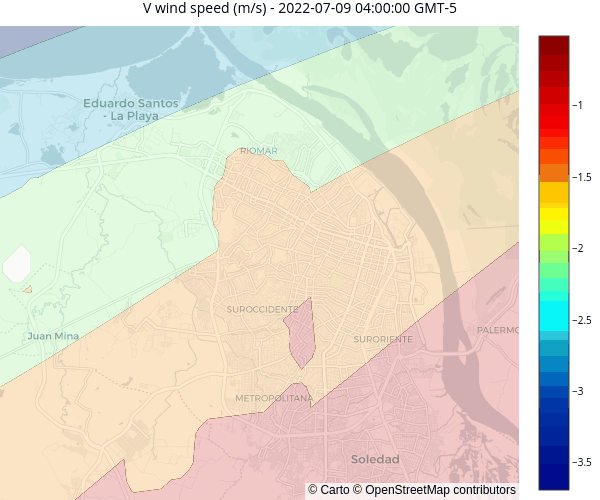 V wind speed (m/s) - 2022-07-09 04:00:00 GMT-5
Eduardo Santos
- La Playa
RIOMAR
SUROCCIDENTE
Juan Mina
SURORIENTE
PALERMO
METROPOLITANA
Soledad
© Carto © OpenStreetMap contributors
−1
−1.5
−2
−2.5
−3
−3.5